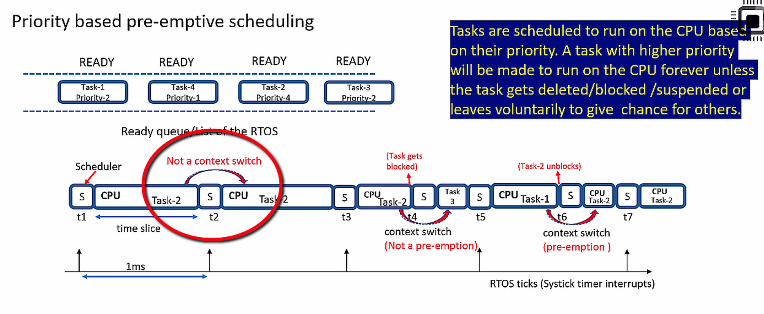 Priority based pre-emptive scheduling
Tasks are scheduled to run on the CPU based
on their priority. A task with higher priority
will be made to run on the CPU forever unless
the task gets deleted/blocked /suspended or
leaves voluntarily to give chance for others.
READY READY READY READY
Task-1 Task-4 Task-2 Task-3
Priority-2 Priority-1 Priority-4 Priority-2
Ready queue/List of the RTOS
Scheduler
Not a context switch
(Task gets
blocked)
(Task-2 unblocks)
S CPU Task-2 S CPU Task-2 S CPU Task-2 S Task 3 S CPU Task-1 S CPU Task-2 S CPU Task-2
t1 t2 t3 t4 t5 t6 t7
time slice
context switch
(Not a pre-emption)
context switch
(pre-emption )
1ms
RTOS ticks (Systick timer interrupts)